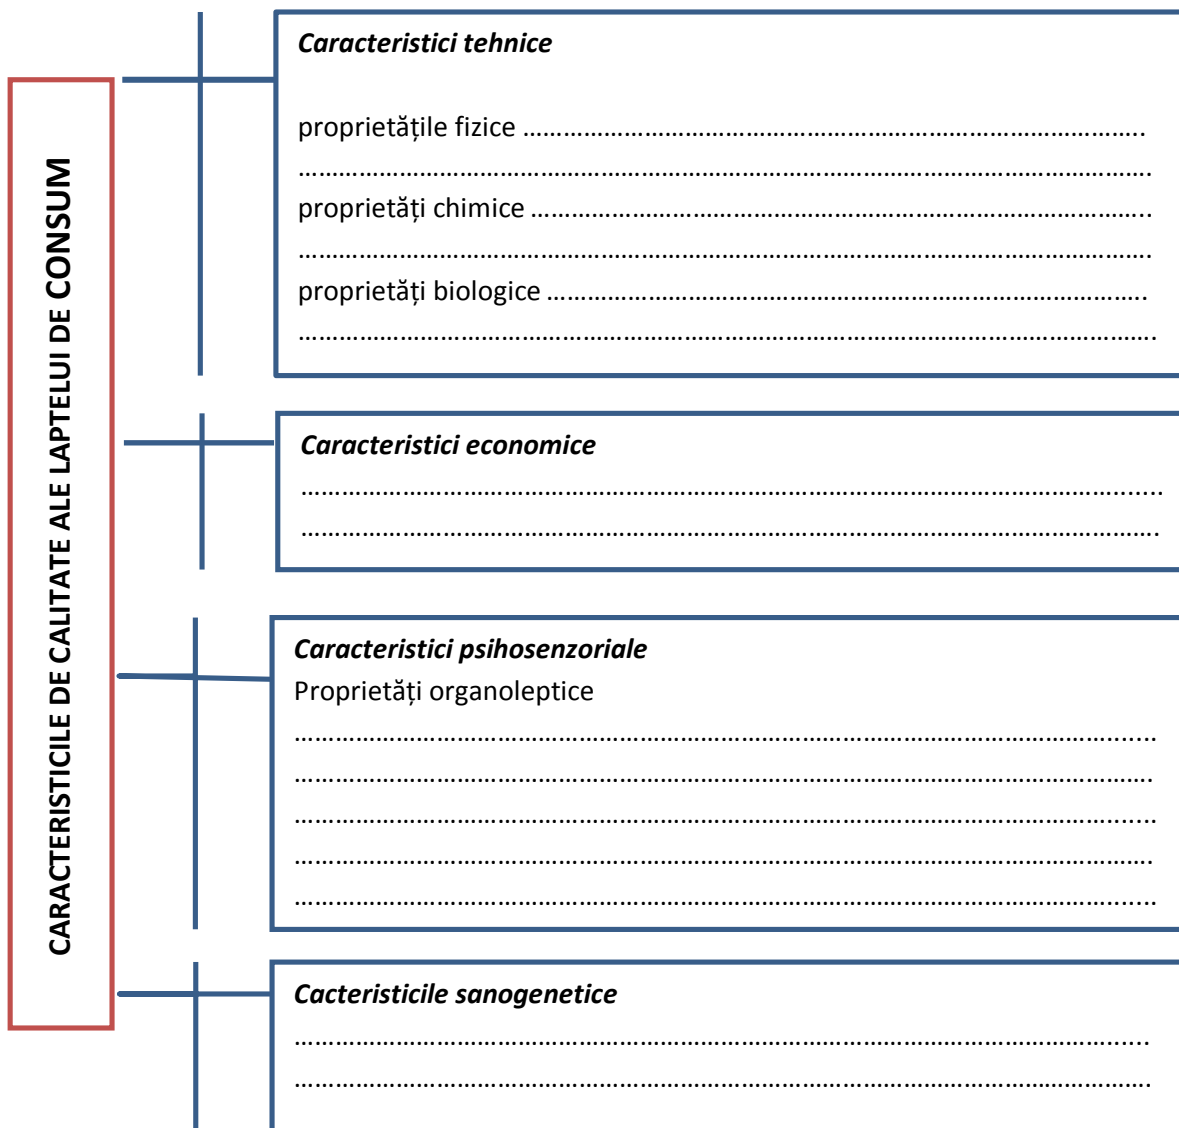 CARACTERISTICILE DE CALITATE ALE LAPTELUI DE CONSUM
Caracteristici tehnice
proprietățile fizice ……………………………………………………………………………………..
……………………………………………………………………………………………………………………
proprietăți chimice ……………………………………………………………………………………..
……………………………………………………………………………………………………………………
proprietăți biologice …………………………………………………………………………………..
…………………………………………………………………………………………………………………….
Caracteristici economice
……………………………………………………………………………………………………………………...
…………………………………………………………………………………………………………………….
Caracteristici psihosenzoriale
Proprietăți organoleptice
……………………………………………………………………………………………………………………...
…………………………………………………………………………………………………………………….
……………………………………………………………………………………………………………………...
…………………………………………………………………………………………………………………….
……………………………………………………………………………………………………………………...
Cacteristicile sanogenetice
……………………………………………………………………………………………………………………..
…………………………………………………………………………………………………………………….